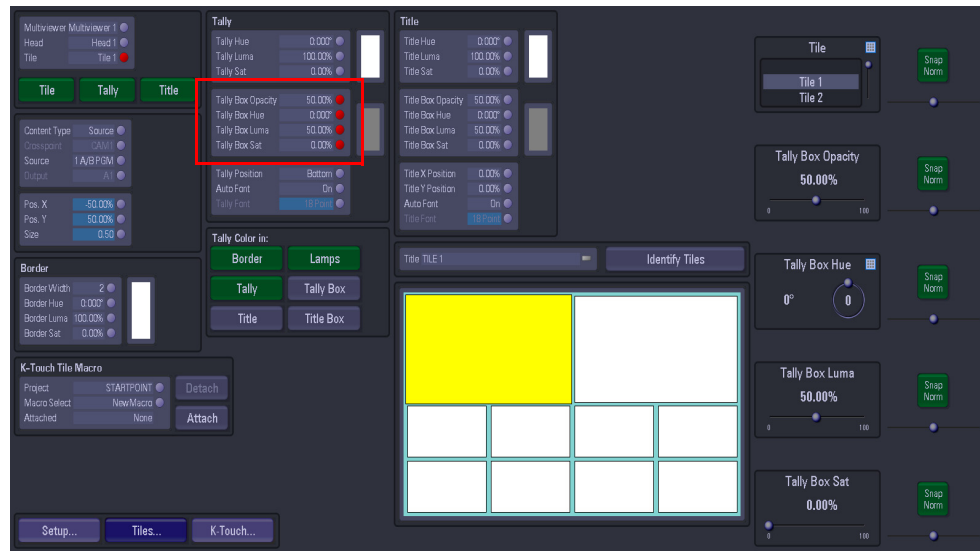 Multiviewer Multiviewer 1
Head Head 1
Tile Tile 1
Tile Tally Title
Content Type Source
Crosspoint CAM1
Source 1 A/B PGM
Output A1
Pos. X -50.00%
Pos. Y 50.00%
Size 0.50
Border
Border Width 2
Border Hue 0.000°
Border Luma 100.00%
Border Sat 0.00%
K-Touch Tile Macro
Project STARTPOINT
Macro Select NewMacro
Attached None
Detach
Attach
Setup... Tiles... K-Touch...
Tally
Tally Hue 0.000°
Tally Luma 100.00%
Tally Sat 0.00%
Tally Box Opacity 50.00%
Tally Box Hue 0.000°
Tally Box Luma 50.00%
Tally Box Sat 0.00%
Tally Position Bottom
Auto Font On
Tally Font 18 Point
Tally Color in:
Border Lamps
Tally Tally Box
Title Title Box
Title
Title Hue 0.000°
Title Luma 100.00%
Title Sat 0.00%
Title Box Opacity 50.00%
Title Box Hue 0.000°
Title Box Luma 50.00%
Title Box Sat 0.00%
Title X Position 0.00%
Title Y Position 0.00%
Auto Font On
Title Font 18 Point
Title TILE 1
Identify Tiles
Tile
Tile 1
Tile 2
Snap
Norm
Tally Box Opacity
50.00%
0 100
Snap
Norm
Tally Box Hue
0° 0
Snap
Norm
Tally Box Luma
50.00%
0 100
Snap
Norm
Tally Box Sat
0.00%
0 100
Snap
Norm